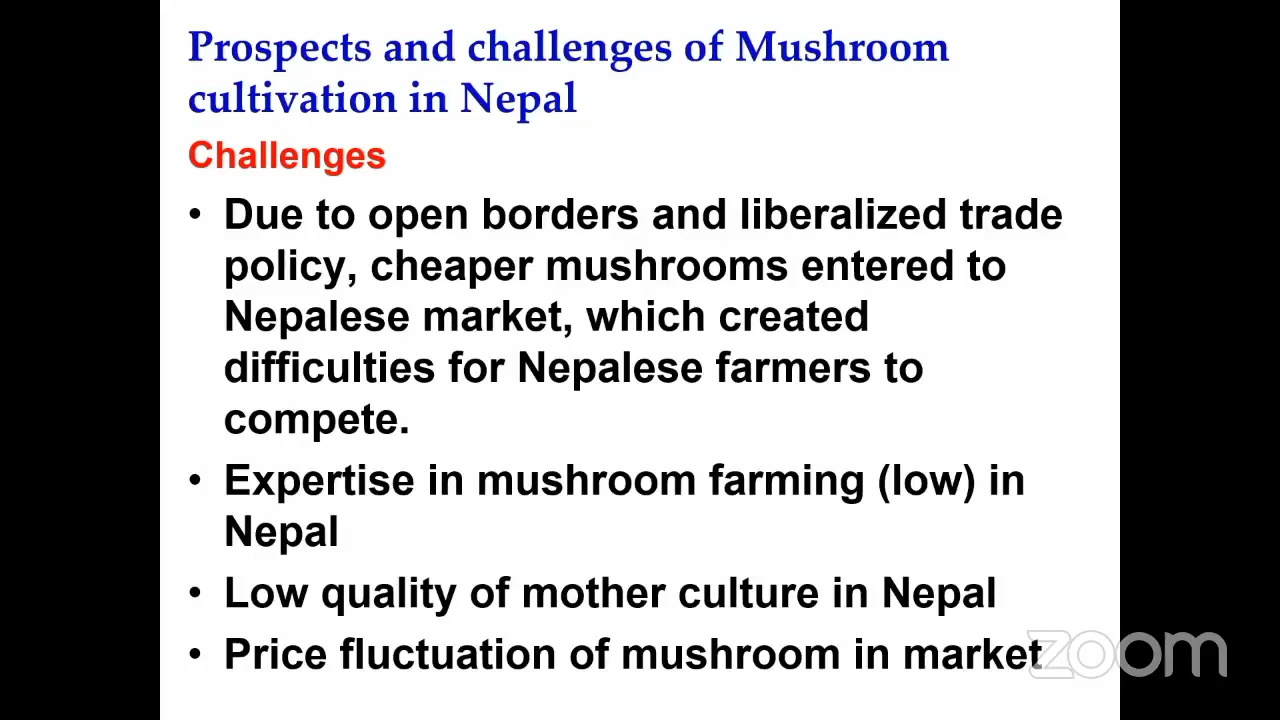 Prospects and challenges of Mushroom
cultivation in Nepal
Challenges
• Due to open borders and liberalized trade
policy, cheaper mushrooms entered to
Nepalese market, which created
difficulties for Nepalese farmers to
compete.
• Expertise in mushroom farming (low) in
Nepal
• Low quality of mother culture in Nepal
• Price fluctuation of mushroom in market
zoom